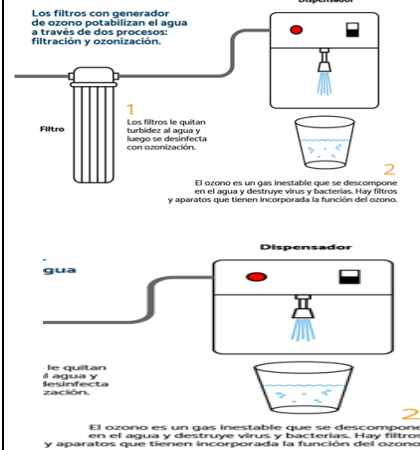 Dispensador
Los filtros con generador
de ozono potabilizan el agua
a través de dos procesos:
filtración y ozonización.
Filtro
1
Los filtros le quitan
turbidez al agua y
luego se desinfecta
con ozonización.
2
El ozono es un gas inestable que se descompone
en el agua y destruye virus y bacterias. Hay filtros
y aparatos que tienen incorporada la función del ozono.
Dispensador
gua
le quitan
l agua y
desinfecta
zación.
2
El ozono es un gas inestable que se descompone
en el agua y destruye virus y bacterias. Hay filtros
y aparatos que tienen incorporada la función del ozono